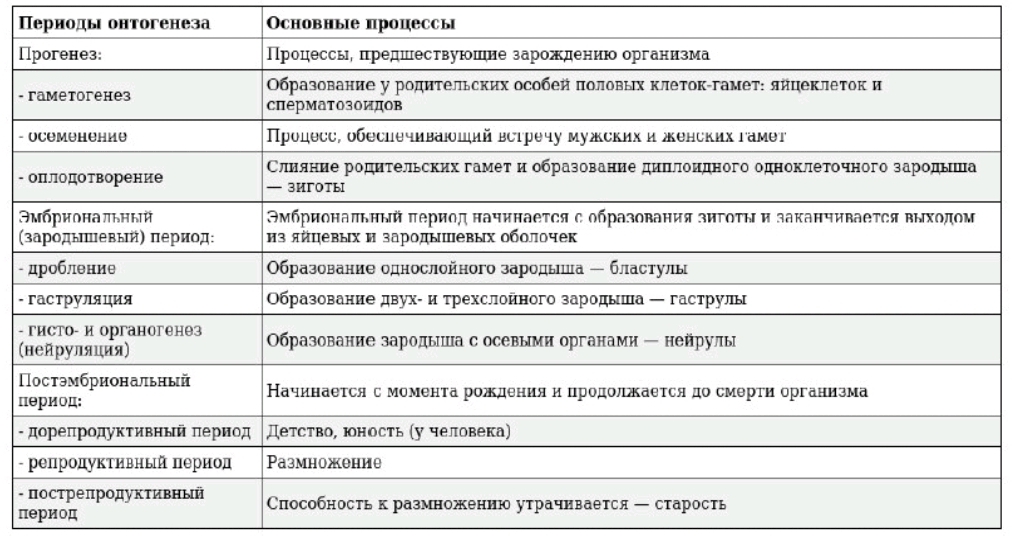 Периоды онтогенеза
Основные процессы
Прогенез:
Процессы, предшествующие зарождению организма
- гаметогенез
Образование у родительских особей половых клеток-гамет: яйцеклеток и
сперматозоидов
- осеменение
Процесс, обеспечивающий встречу мужских и женских гамет
- оплодотворение
Слияние родительских гамет и образование диплоидного одноклеточного зародыша
— зиготы
Эмбриональный
(зародышевый) период:
Эмбриональный период начинается с образования зиготы и заканчивается выходом
из яйцевых и зародышевых оболочек
- дробление
Образование однослойного зародыша — бластулы
- гаструляция
Образование двух- и трехслойного зародыша — гаструлы
- гисто- и органогенез
(нейруляция)
Образование зародыша с осевыми органами — нейрулы
Постэмбриональный
период:
Начинается с момента рождения и продолжается до смерти организма
- дорепродуктивный период
Детство, юность (у человека)
- репродуктивный период
Размножение
- пострепродуктивный
период
Способность к размножению утрачивается — старость